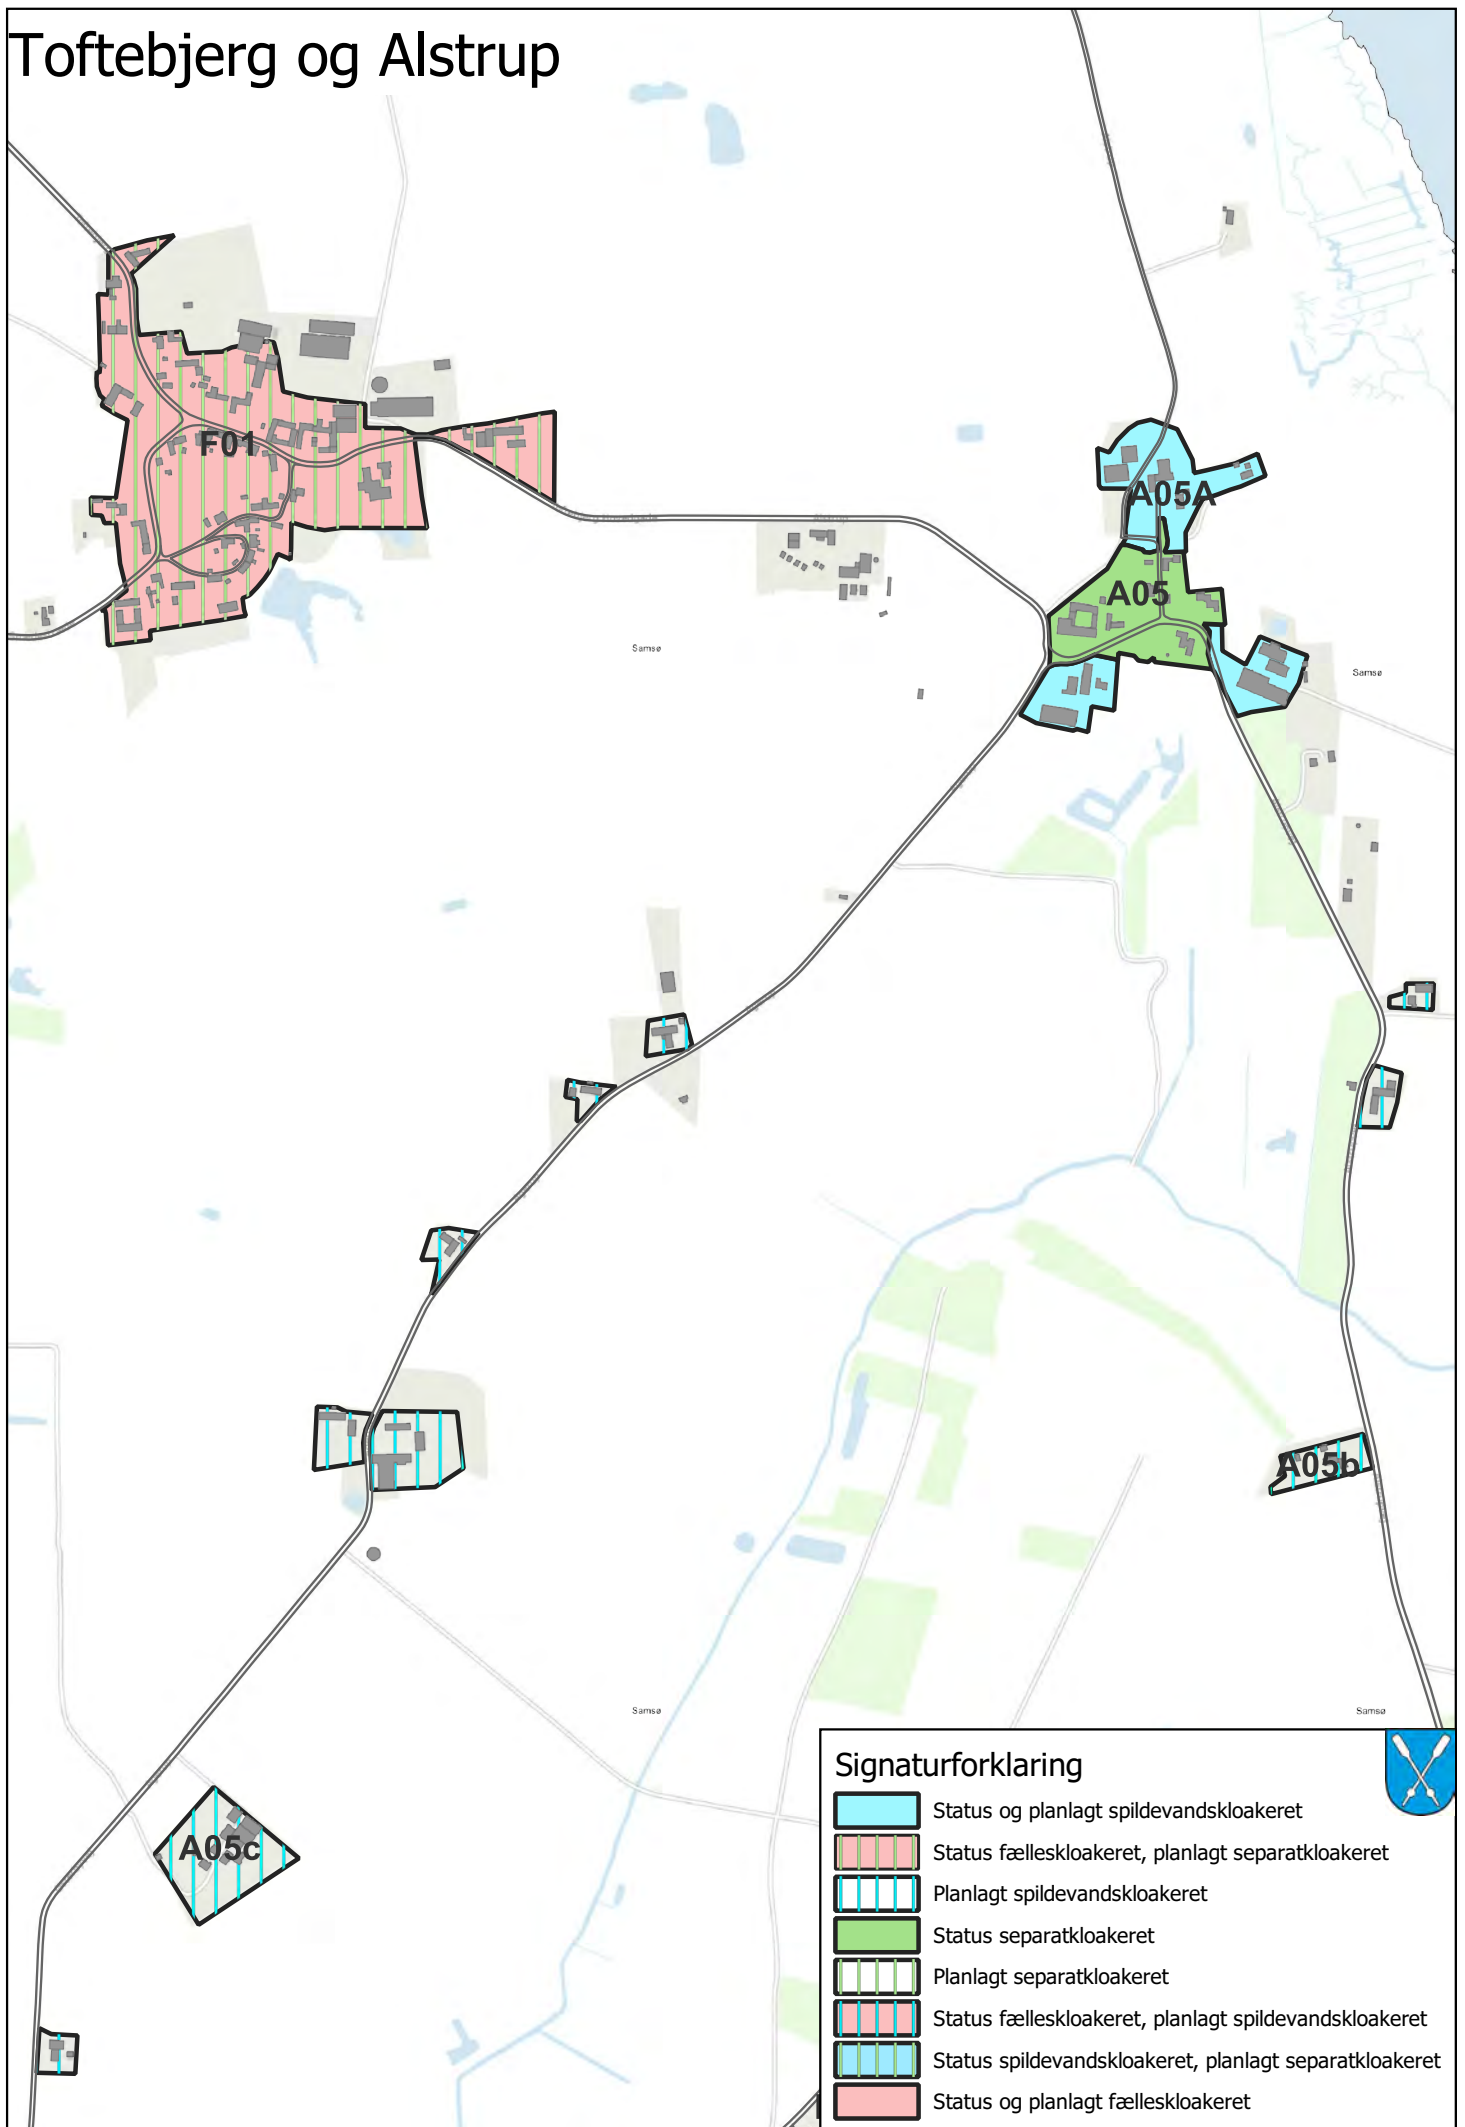 Toftebjerg og Alstrup
F01
A05A
A05
Samsø
Samsø
A05b
Samsø
Samsø
A05c
Signaturforklaring
Status og planlagt spildevandskloakeret
Status fælleskloakeret, planlagt separatkloakeret
Planlagt spildevandskloakeret
Status separatkloakeret
Planlagt separatkloakeret
Status fælleskloakeret, planlagt spildevandskloakeret
Status spildevandskloakeret, planlagt separatkloakeret
Status og planlagt fælleskloakeret